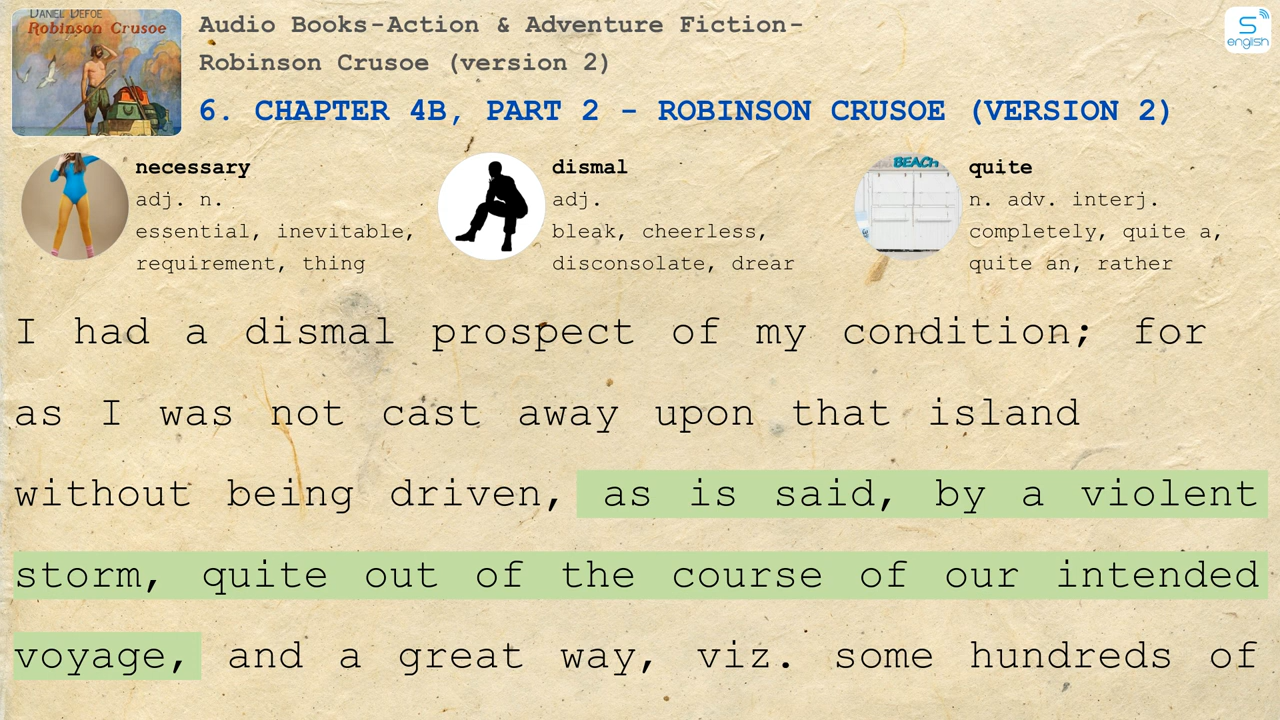 DANIEL DEFOE
Robinson Crusoe
Audio Books-Action & Adventure Fiction-
Robinson Crusoe (version 2)
6. CHAPTER 4B, PART 2 - ROBINSON CRUSOE (VERSION 2)
S
english
necessary
adj. n.
essential, inevitable,
requirement, thing
dismal
adj.
bleak, cheerless,
disconsolate, drear
BEACH
quite
n. adv. interj.
completely, quite a,
quite an, rather
I had a dismal prospect of my condition; for
as I was not cast away upon that island
without being driven, as is said, by a violent
storm, quite out of the course of our intended
voyage, and a great way, viz. some hundreds of